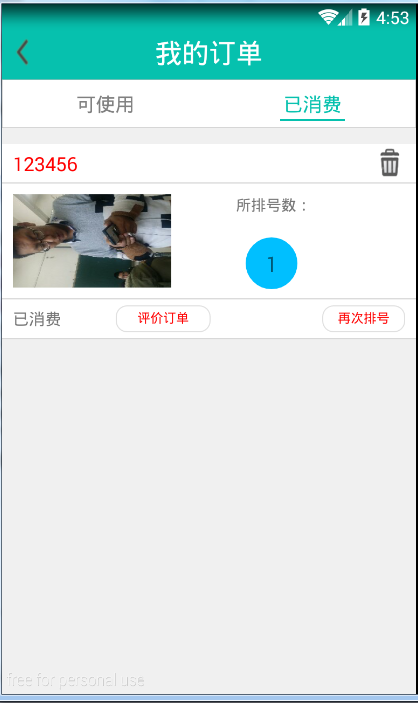 4:53
我的订单
可使用 已消费
123456
所排号数：
1
已消费 评价订单 再次排号
free for personal use